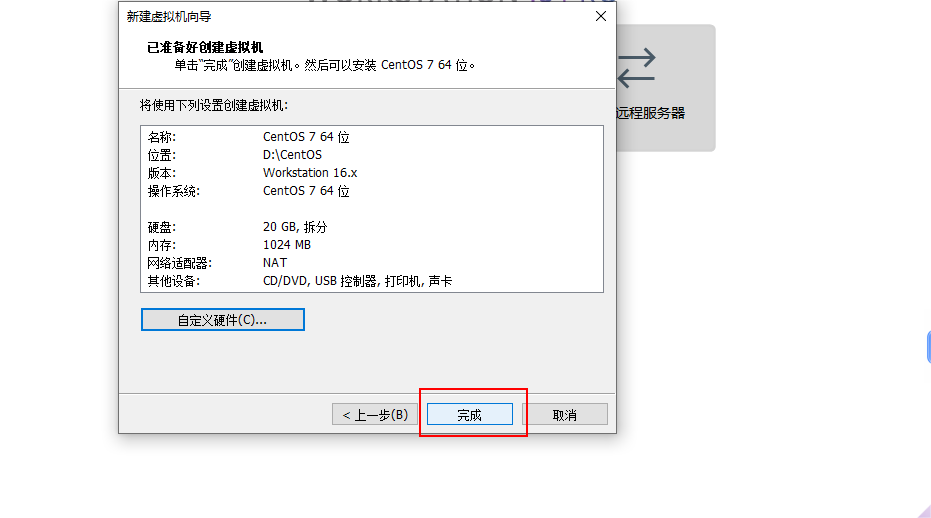 新建虚拟机向导
已准备好创建虚拟机
单击“完成”创建虚拟机。然后可以安装 CentOS 7 64 位。
远程服务器
将使用下列设置创建虚拟机:
名称: CentOS 7 64 位
位置: D:\CentOS
版本: Workstation 16.x
操作系统: CentOS 7 64 位
硬盘: 20 GB, 拆分
内存: 1024 MB
网络适配器: NAT
其他设备: CD/DVD, USB 控制器, 打印机, 声卡
自定义硬件(C)...
< 上一步(B) 完成 取消